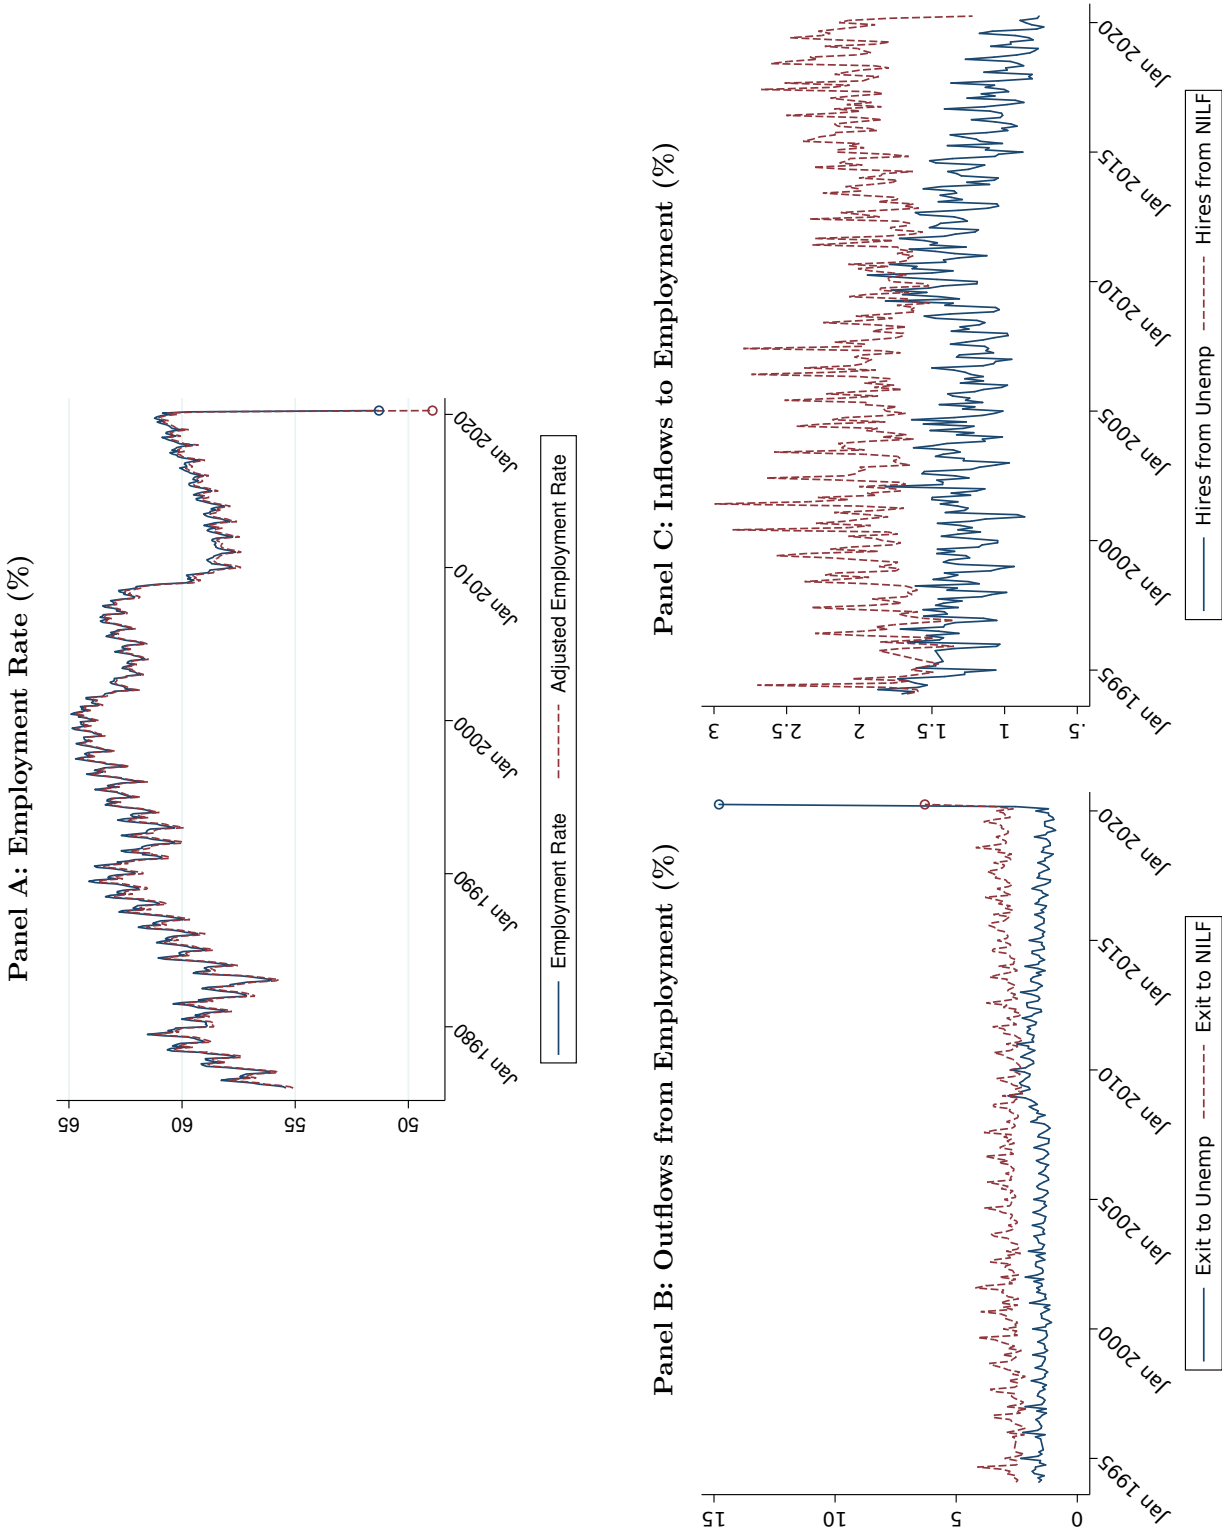 Panel A: Employment Rate (%)
65
60
55
50
Jan 1980
Jan 1990
Jan 2000
Jan 2010
Jan 2020
Employment Rate
Adjusted Employment Rate
Panel B: Outflows from Employment (%)
15
10
5
0
Jan 1995
Jan 2000
Jan 2005
Jan 2010
Jan 2015
Jan 2020
Exit to Unemp
Exit to NILF
Panel C: Inflows to Employment (%)
3
2.5
2
1.5
1
.5
Jan 1995
Jan 2000
Jan 2005
Jan 2010
Jan 2015
Jan 2020
Hires from Unemp
Hires from NILF